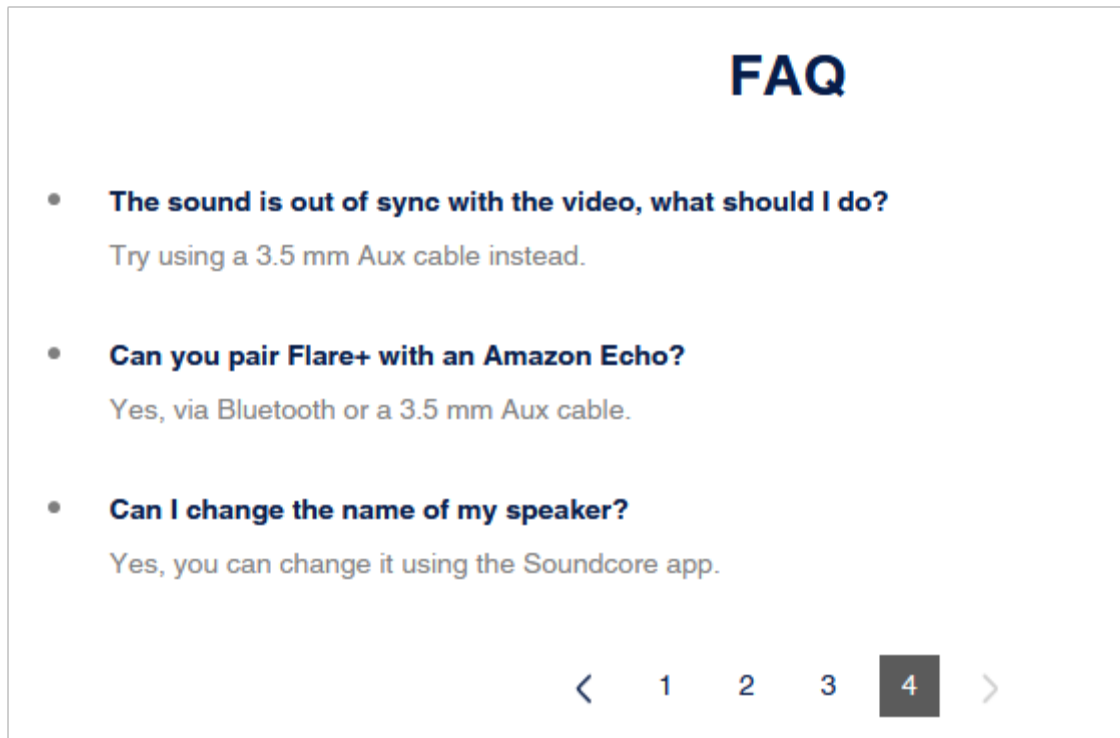 FAQ
The sound is out of sync with the video, what should I do?
Try using a 3.5 mm Aux cable instead.
Can you pair Flare+ with an Amazon Echo?
Yes, via Bluetooth or a 3.5 mm Aux cable.
Can I change the name of my speaker?
Yes, you can change it using the Soundcore app.
1 2 3 4